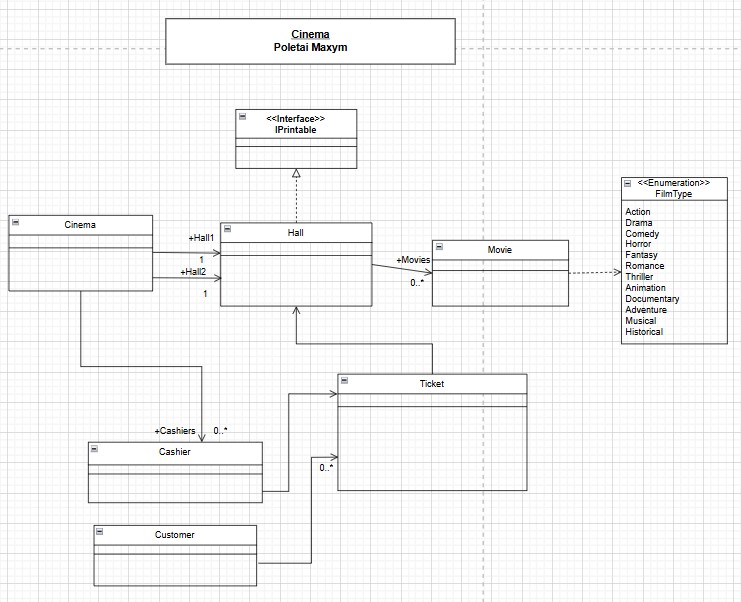 Cinema
Poletai Maxym
<<Interface>>
IPrintable
<<Enumeration>>
FilmType
Action
Drama
Comedy
Horror
Fantasy
Romance
Thriller
Animation
Documentary
Adventure
Musical
Historical
Cinema
+Hall1
1
+Hall2
1
Hall
+Movies
0..*
Movie
Ticket
+Cashiers
0..*
Cashier
0..*
Customer